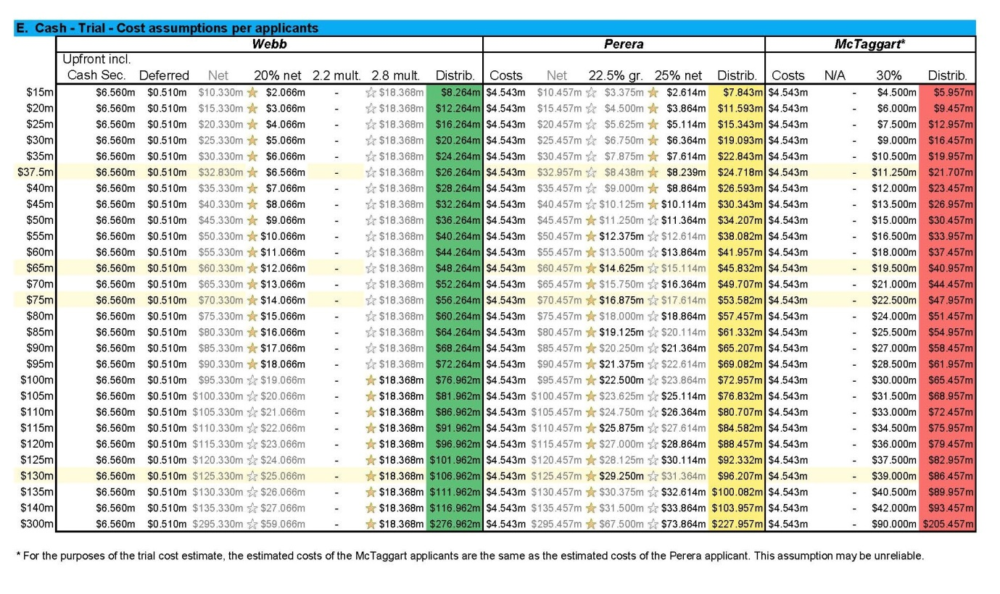 E. Cash - Trial - Cost assumptions per applicants
Webb Perera McTaggart*
Upfront incl.
Cash Sec. Deferred Net 20% net 2.2 mult. 2.8 mult. Distrib. Costs Net 22.5% gr. 25% net Distrib. Costs N/A 30% Distrib.
$15m $6.560m $0.510m $10.330m $2.066m - $18.368m $8.264m $4.543m $10.457m $3.375m $2.614m $7.843m $4.543m - $4.500m $5.957m
$20m $6.560m $0.510m $15.330m $3.066m - $18.368m $12.264m $4.543m $15.457m $4.500m $3.864m $11.593m $4.543m - $6.000m $9.457m
$25m $6.560m $0.510m $20.330m $4.066m - $18.368m $16.264m $4.543m $20.457m $5.625m $5.114m $15.343m $4.543m - $7.500m $12.957m
$30m $6.560m $0.510m $25.330m $5.066m - $18.368m $20.264m $4.543m $25.457m $6.750m $6.364m $19.093m $4.543m - $9.000m $16.457m
$35m $6.560m $0.510m $30.330m $6.066m - $18.368m $24.264m $4.543m $30.457m $7.875m $7.614m $22.843m $4.543m - $10.500m $19.957m
$37.5m $6.560m $0.510m $32.830m $6.566m - $18.368m $26.264m $4.543m $32.957m $8.438m $8.239m $24.718m $4.543m - $11.250m $21.707m
$40m $6.560m $0.510m $35.330m $7.066m - $18.368m $28.264m $4.543m $35.457m $9.000m $8.864m $26.593m $4.543m - $12.000m $23.457m
$45m $6.560m $0.510m $40.330m $8.066m - $18.368m $32.264m $4.543m $40.457m $10.125m $10.114m $30.343m $4.543m - $13.500m $26.957m
$50m $6.560m $0.510m $45.330m $9.066m - $18.368m $36.264m $4.543m $45.457m $11.250m $11.364m $34.207m $4.543m - $15.000m $30.457m
$55m $6.560m $0.510m $50.330m $10.066m - $18.368m $40.264m $4.543m $50.457m $12.375m $12.614m $38.082m $4.543m - $16.500m $33.957m
$60m $6.560m $0.510m $55.330m $11.066m - $18.368m $44.264m $4.543m $55.457m $13.500m $13.864m $41.957m $4.543m - $18.000m $37.457m
$65m $6.560m $0.510m $60.330m $12.066m - $18.368m $48.264m $4.543m $60.457m $14.625m $15.114m $45.832m $4.543m - $19.500m $40.957m
$70m $6.560m $0.510m $65.330m $13.066m - $18.368m $52.264m $4.543m $65.457m $15.750m $16.364m $49.707m $4.543m - $21.000m $44.457m
$75m $6.560m $0.510m $70.330m $14.066m - $18.368m $56.264m $4.543m $70.457m $16.875m $17.614m $53.582m $4.543m - $22.500m $47.957m
$80m $6.560m $0.510m $75.330m $15.066m - $18.368m $60.264m $4.543m $75.457m $18.000m $18.864m $57.457m $4.543m - $24.000m $51.457m
$85m $6.560m $0.510m $80.330m $16.066m - $18.368m $64.264m $4.543m $80.457m $19.125m $20.114m $61.332m $4.543m - $25.500m $54.957m
$90m $6.560m $0.510m $85.330m $17.066m - $18.368m $68.264m $4.543m $85.457m $20.250m $21.364m $65.207m $4.543m - $27.000m $58.457m
$95m $6.560m $0.510m $90.330m $18.066m - $18.368m $72.264m $4.543m $90.457m $21.375m $22.614m $69.082m $4.543m - $28.500m $61.957m
$100m $6.560m $0.510m $95.330m $19.066m - $18.368m $76.962m $4.543m $95.457m $22.500m $23.864m $72.957m $4.543m - $30.000m $65.457m
$105m $6.560m $0.510m $100.330m $20.066m - $18.368m $81.962m $4.543m $100.457m $23.625m $25.114m $76.832m $4.543m - $31.500m $68.957m
$110m $6.560m $0.510m $105.330m $21.066m - $18.368m $86.962m $4.543m $105.457m $24.750m $26.364m $80.707m $4.543m - $33.000m $72.457m
$115m $6.560m $0.510m $110.330m $22.066m - $18.368m $91.962m $4.543m $110.457m $25.875m $27.614m $84.582m $4.543m - $34.500m $75.957m
$120m $6.560m $0.510m $115.330m $23.066m - $18.368m $96.962m $4.543m $115.457m $27.000m $28.864m $88.457m $4.543m - $36.000m $79.457m
$125m $6.560m $0.510m $120.330m $24.066m - $18.368m $101.962m $4.543m $120.457m $28.125m $30.114m $92.332m $4.543m - $37.500m $82.957m
$130m $6.560m $0.510m $125.330m $25.066m - $18.368m $106.962m $4.543m $125.457m $29.250m $31.364m $96.207m $4.543m - $39.000m $86.457m
$135m $6.560m $0.510m $130.330m $26.066m - $18.368m $111.962m $4.543m $130.457m $30.375m $32.614m $100.082m $4.543m - $40.500m $89.957m
$140m $6.560m $0.510m $135.330m $27.066m - $18.368m $116.962m $4.543m $135.457m $31.500m $33.864m $103.957m $4.543m - $42.000m $93.457m
$300m $6.560m $0.510m $295.330m $59.066m - $18.368m $276.962m $4.543m $295.457m $67.500m $73.864m $227.957m $4.543m - $90.000m $205.457m
* For the purposes of the trial cost estimate, the estimated costs of the McTaggart applicants are the same as the estimated costs of the Perera applicant. This assumption may be unreliable.